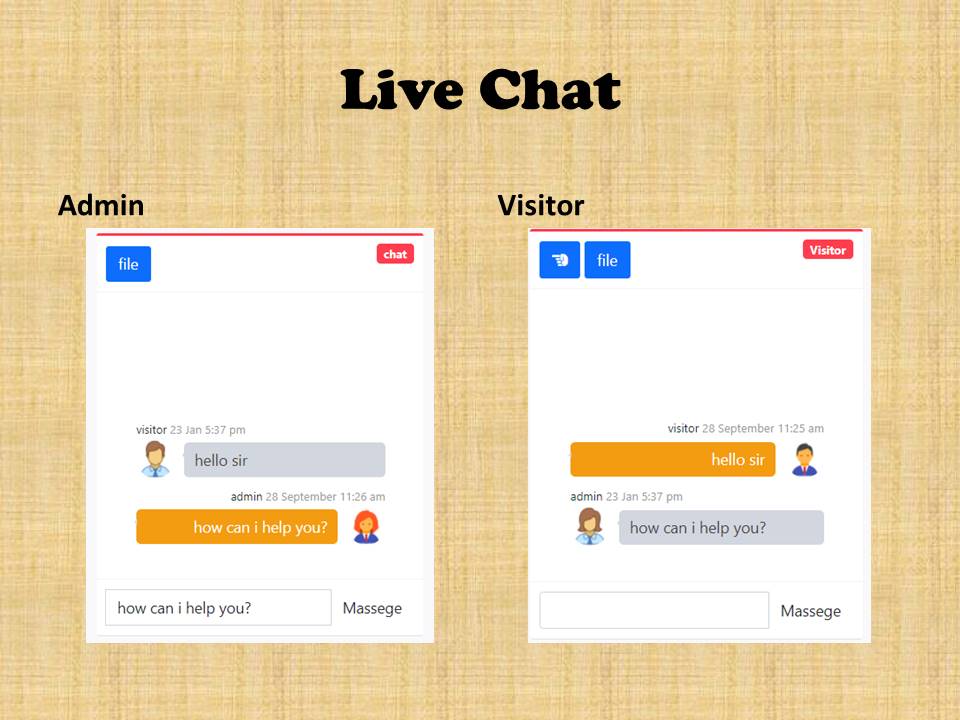 Live Chat
Admin
file
chat
visitor 23 Jan 5:37 pm
hello sir
admin 28 September 11:26 am
how can i help you?
how can i help you?
Massege
Visitor
file
Visitor
visitor 28 September 11:25 am
hello sir
admin 23 Jan 5:37 pm
how can i help you?
Massege